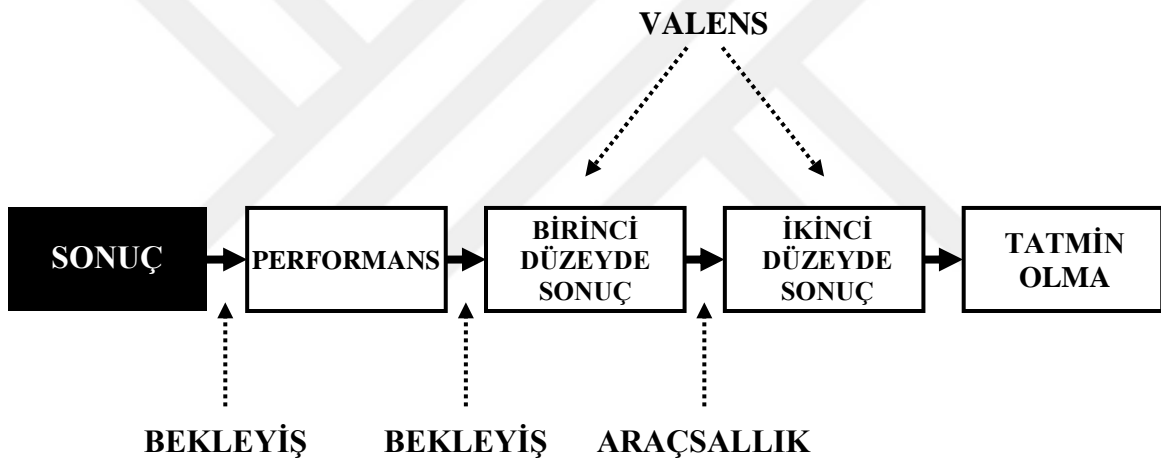 VALENS
SONUÇ
PERFORMANS
BİRİNCİ
DÜZEYDE
SONUÇ
İKİNCİ
DÜZEYDE
SONUÇ
TATMİN
OLMA
BEKLEYİŞ
BEKLEYİŞ
ARAÇSALLIK